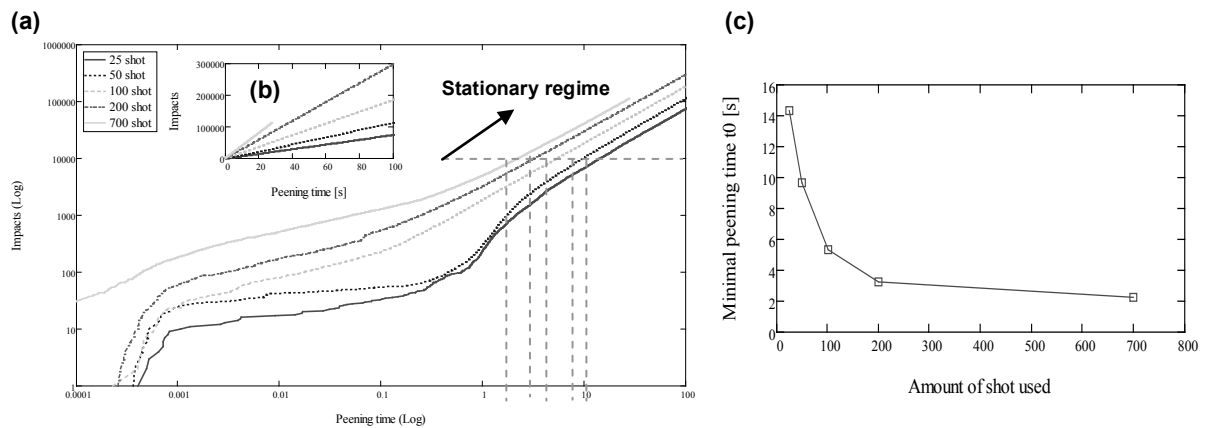 (a)
1000000
100000
10000
1000
100
10
1
Impacts (Log)
25 shot
50 shot
100 shot
200 shot
700 shot
(b)
300000
200000
100000
0
Impacts
0 20 40 60 80 100
Peening time [s]
Stationary regime
0.0001 0.001 0.01 0.1 1 10 100
Peening time (Log)
(c)
16
14
12
10
8
6
4
2
0
Minimal peening time t0 [s]
0 100 200 300 400 500 600 700 800
Amount of shot used